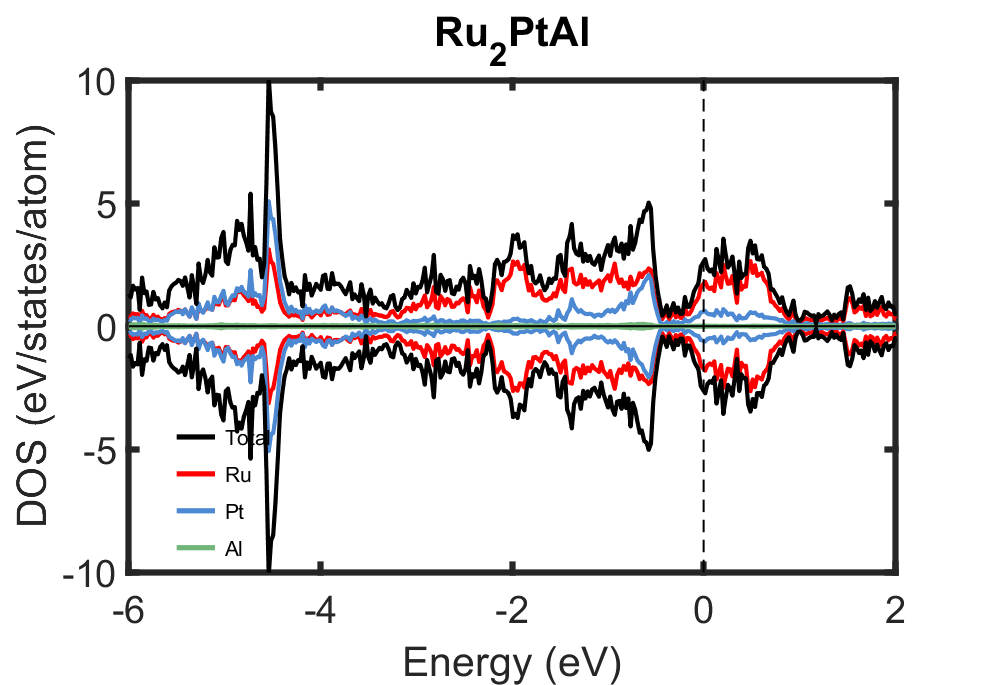 Ru₂PtAl
10
5
0
-5
-10
DOS (eV/states/atom)
Total
Ru
Pt
Al
-6
-4
-2
0
2
Energy (eV)